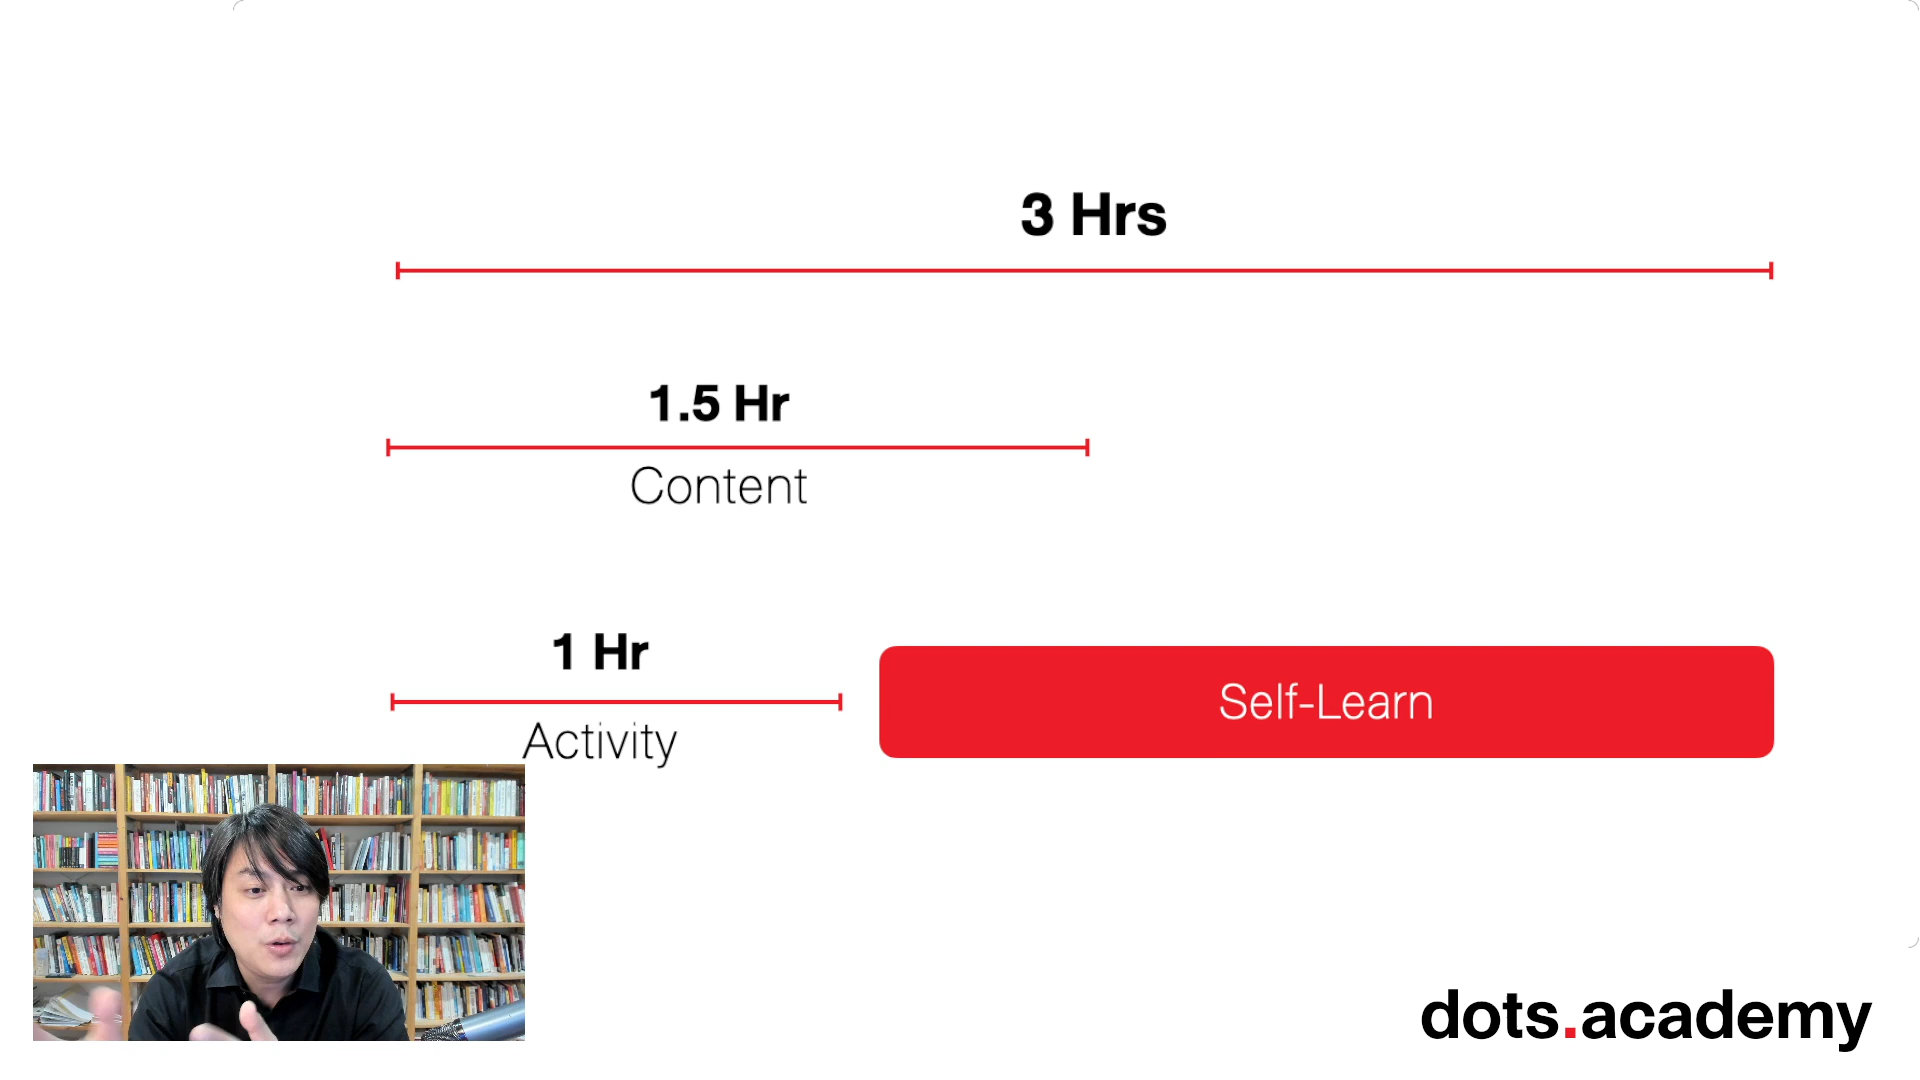 3 Hrs
1.5 Hr
Content
1 Hr
Activity
Self-Learn
dots.academy